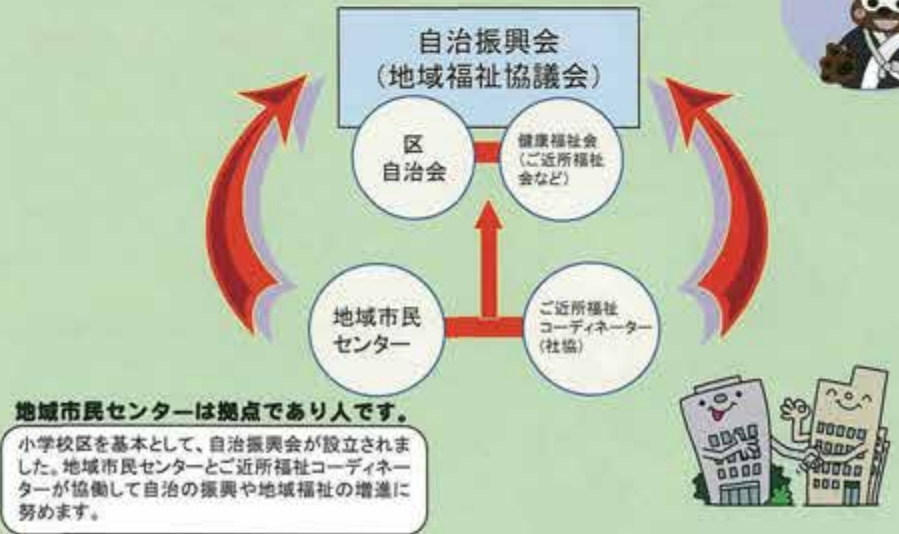 自治振興会
(地域福祉協議会)
区
自治会
健康福祉会
(ご近所福祉
会など)
地域市民
センター
ご近所福祉
コーディネーター
(社協)
地域市民センターは拠点であり人です。
小学校区を基本として、自治振興会が設立されま
した。地域市民センターとご近所福祉コーディネー
ターが協働して自治の振興や地域福祉の増進に
努めます。